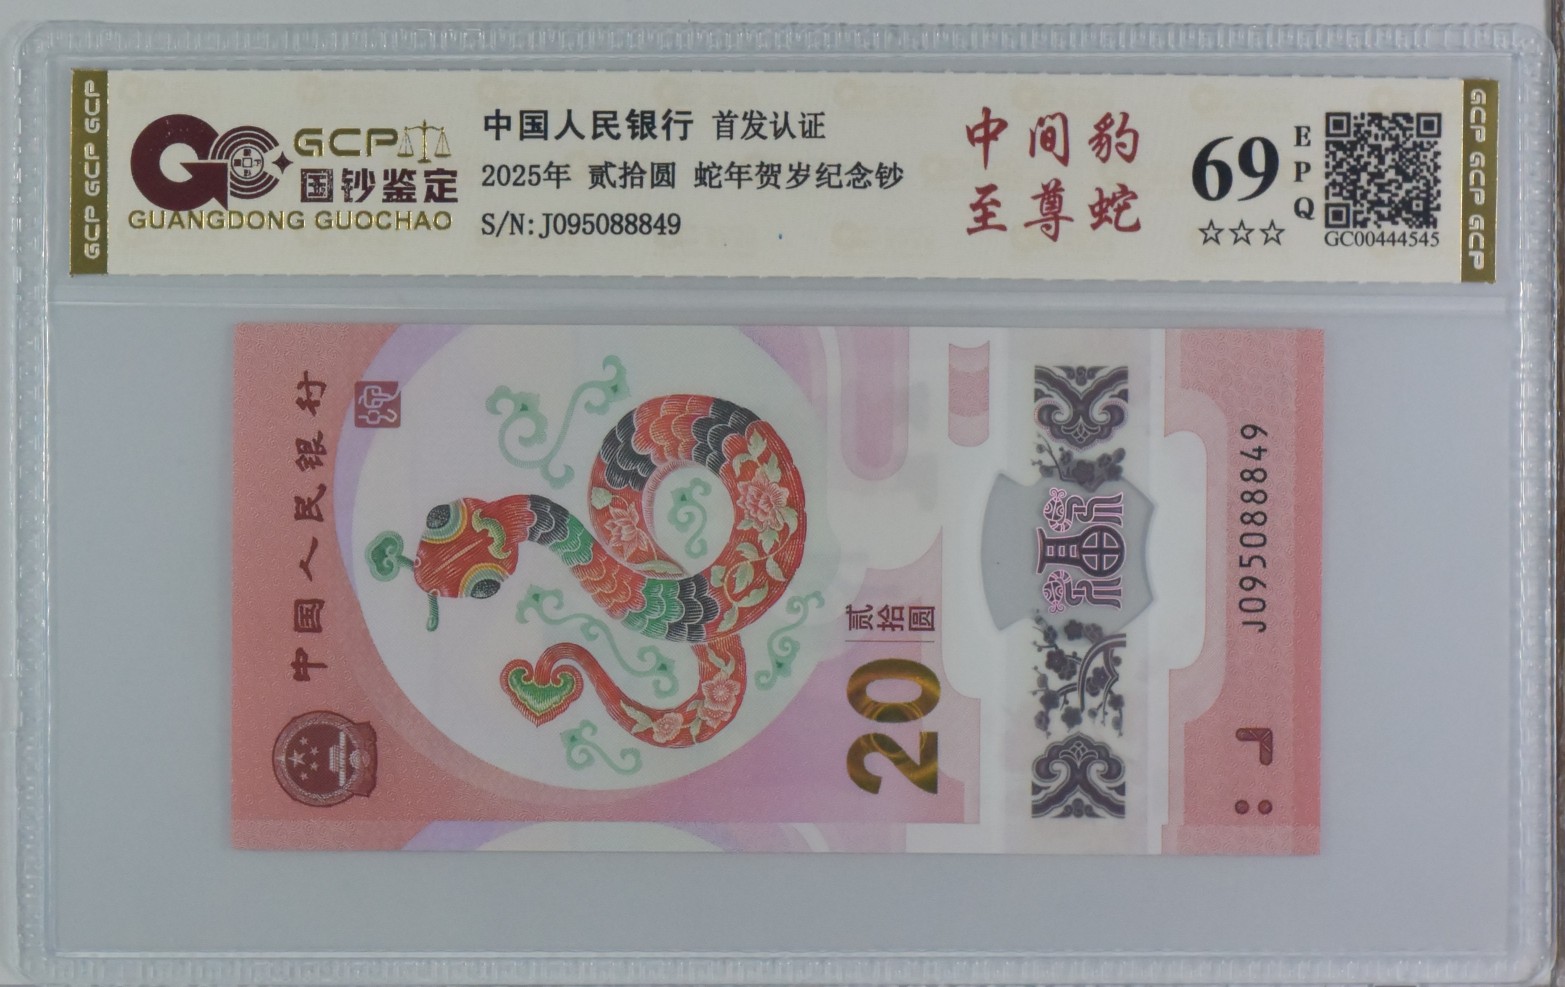 GCP GCP GCP
GCP
国钞鉴定
GUANGDONG GUOCHAO
中国人民银行 首发认证
2025年 贰拾圆 蛇年贺岁纪念钞
S/N:J095088849
中间豹
至尊蛇
69
EPQ
☆☆☆
GC00444545
GCP GCP GCP
中国人民银行
贰拾圆
20
福
J095088849